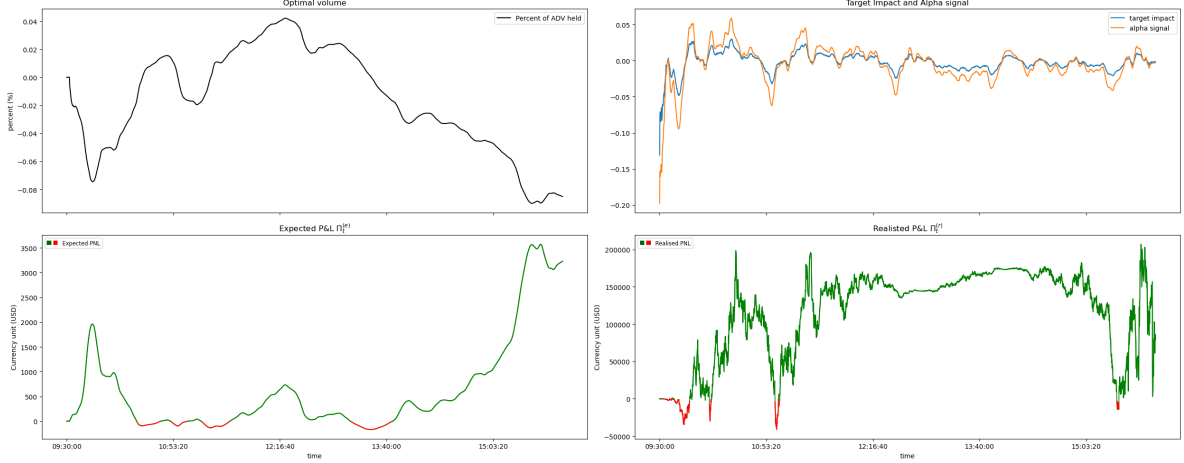 Optimal volume
Percent of ADV held
percent (%)
0.04
0.02
0.00
−0.02
−0.04
−0.06
−0.08
Target Impact and Alpha signal
target impact
alpha signal
0.05
0.00
−0.05
−0.10
−0.15
−0.20
Expected P&L Π_t^{(e)}
Expected PNL
Currency unit (USD)
3500
3000
2500
2000
1500
1000
500
0
09:30:00 10:53:20 12:16:40 13:40:00 15:03:20
time
Realisted P&L Π_t^{(r)}
Realised PNL
Currency unit (USD)
200000
150000
100000
50000
0
−50000
09:30:00 10:53:20 12:16:40 13:40:00 15:03:20
time